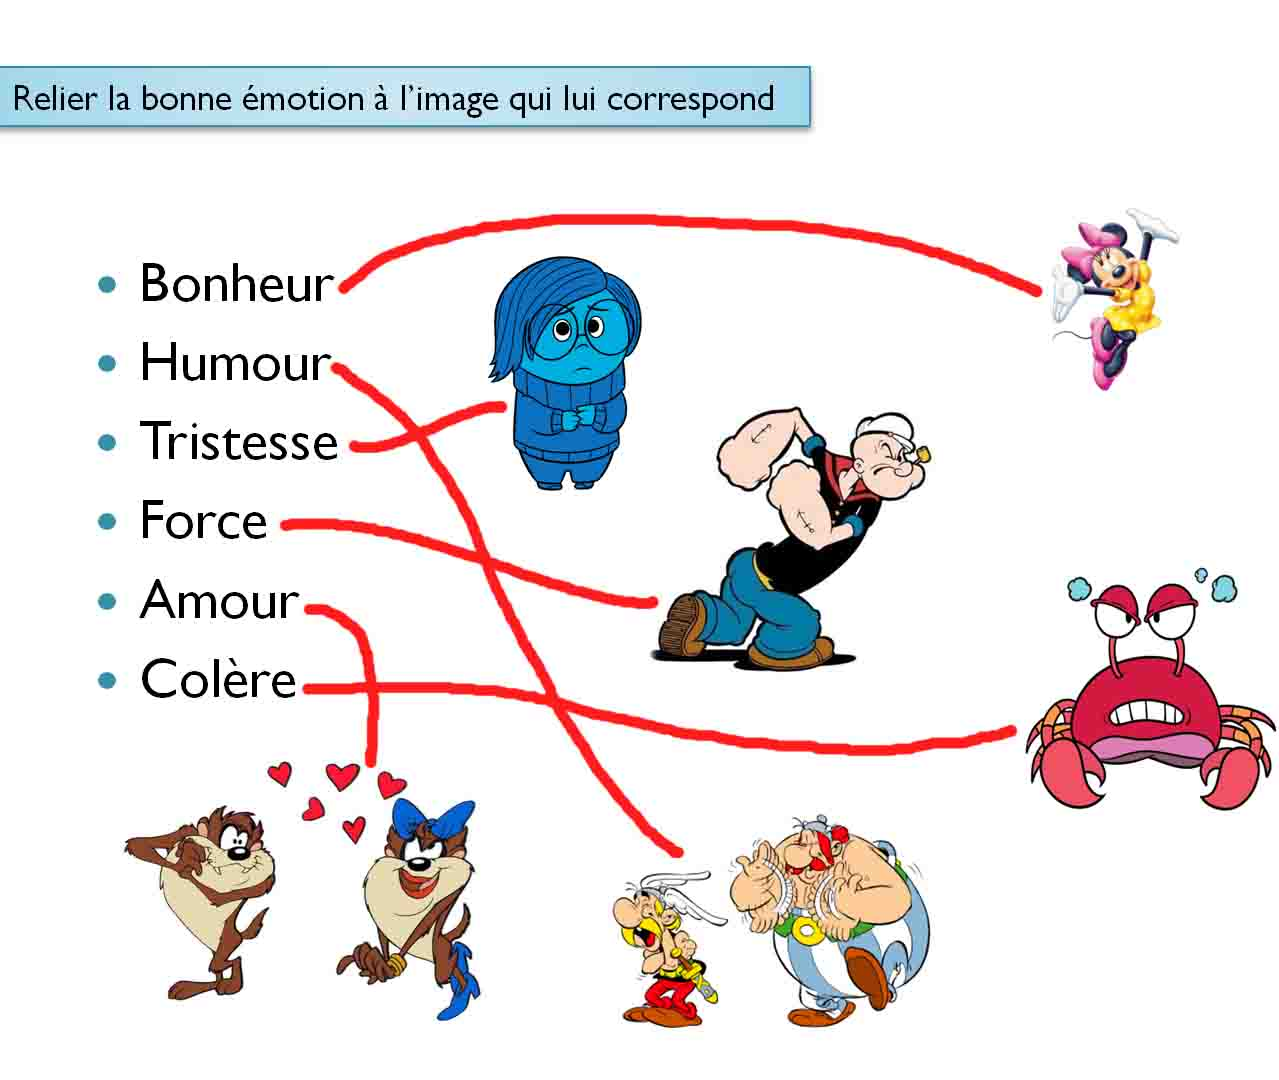 Relier la bonne émotion à l’image qui lui correspond
• Bonheur
• Humour
• Tristesse
• Force
• Amour
• Colère